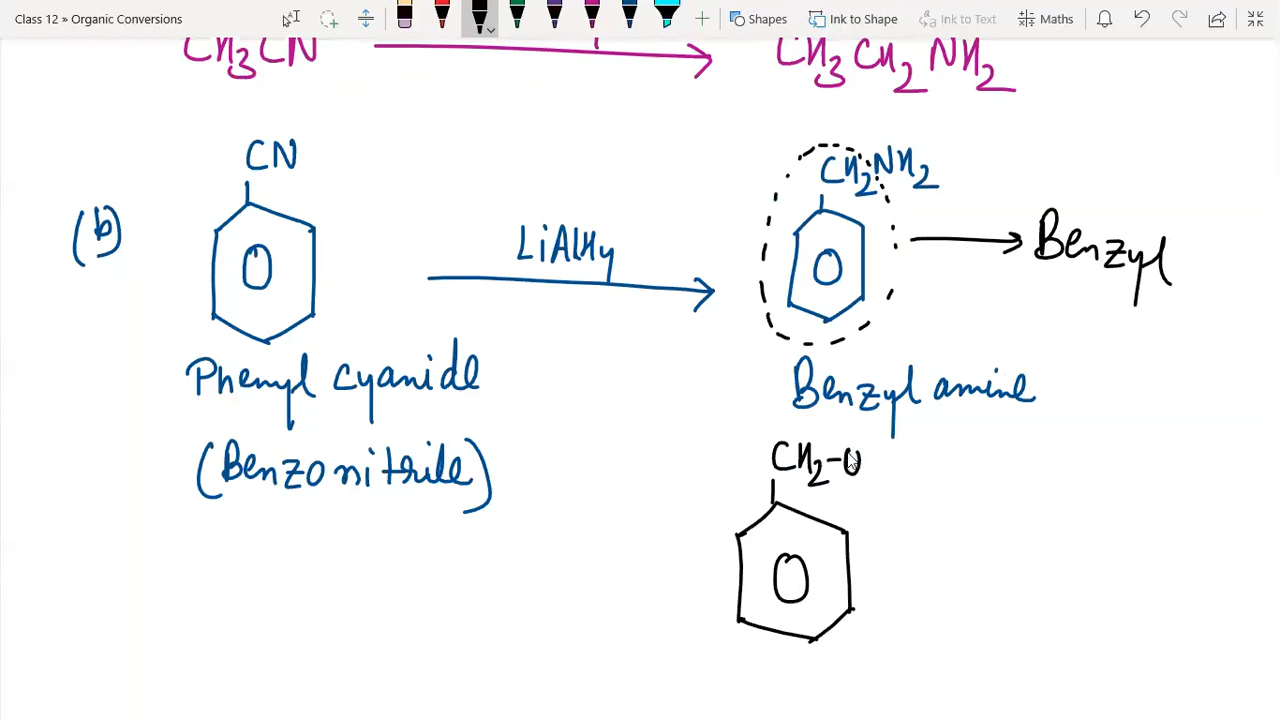 Class 12 » Organic Conversions
Shapes Ink to Shape Ink to Text Maths
CH3CN CH3CH2NH2
CN
CH2NH2
(b)
LiAlH4
Benzyl
Phenyl cyanide
Benzyl amine
(Benzonitrile)
CH2-O